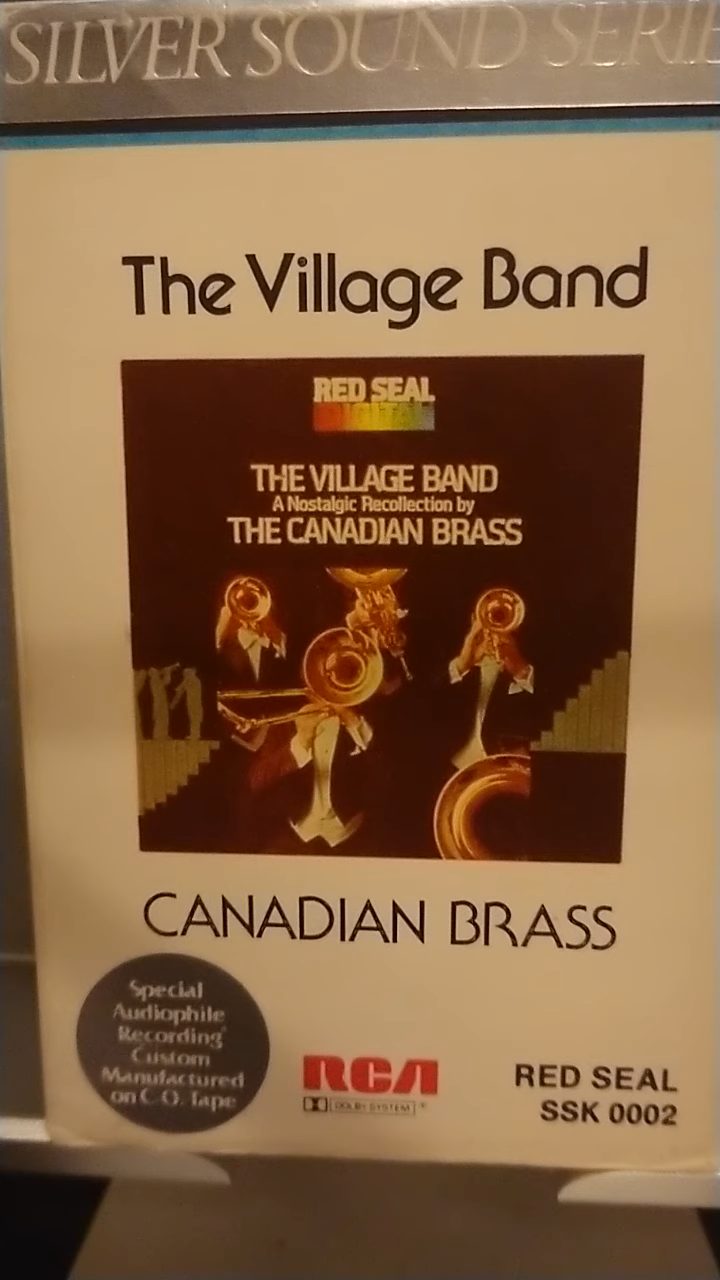 SILVER SOUND SERIE
The Village Band
RED SEAL
DIGITAL
THE VILLAGE BAND
A Nostalgic Recollection by
THE CANADIAN BRASS
CANADIAN BRASS
Special
Audiophile
Recording
Custom
Manufactured
on C.O. Tape
RCA
DOLBY SYSTEM ®
RED SEAL
SSK 0002